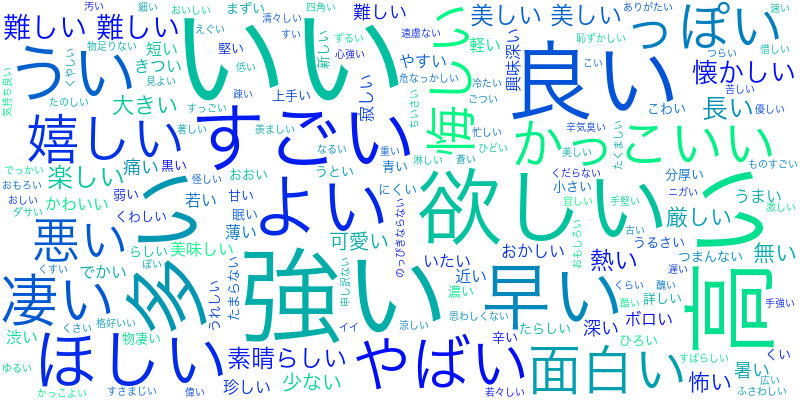 汚い
細い
おいしい
まずい
清々しい
四角い
難しい
美しい
美しい
ありがたい
速い
難しい
難しい
物足りない
えぐい
すい
ずるい
遠慮ない
っぽい
恥ずかしい
惜しい
うい
いい
くやしい
短い
堅い
心強い
新しい
やすい
軽い
興味深い
良い
こい
つらい
懐かしい
気持ち良い
見よい
きつい
低い
危なっかしい
悔しい
苦しい
たのしい
大きい
すっごい
疎い
上手い
寂しい
ちいさい
冷たい
ごつい
こわい
長い
優しい
嬉しい
すごい
著しい
羨ましい
忙しい
辛気臭い
かっこいい
なるい
重い
ひどい
美しい
たくましい
ものすごい
でっかい
痛い
黒い
怪しい
おおい
うとい
青い
淋しい
蒼い
くだらない
分厚い
おもろい
楽しい
いい
よい
にくい
欲しい
小さい
ニガい
うまい
激しい
おしい
弱い
若い
甘い
宜しい
手堅い
ダサい
かわいい
くわしい
眠い
のっぴきならない
古い
厳しい
高い
悪い
多い
薄い
可愛い
おかしい
おもしろい
うるさい
らしい
美味しい
強い
いたい
熱い
つまんない
無い
くすい
でかい
ぽい
たまらない
申し訳ない
近い
早い
くらい
醜い
遅い
凄い
うれしい
酷い
詳しい
手強い
くさい
格好いい
イイ
涼しい
思わしくない
たらしい
深い
ボロい
渋い
物凄い
辛い
ひろい
ほしい
素晴らしい
やばい
面白い
すばらしい
暑い
くい
ゆるい
怖い
広い
かっこよい
すさまじい
偉い
珍しい
少ない
若々しい
ふさわしい